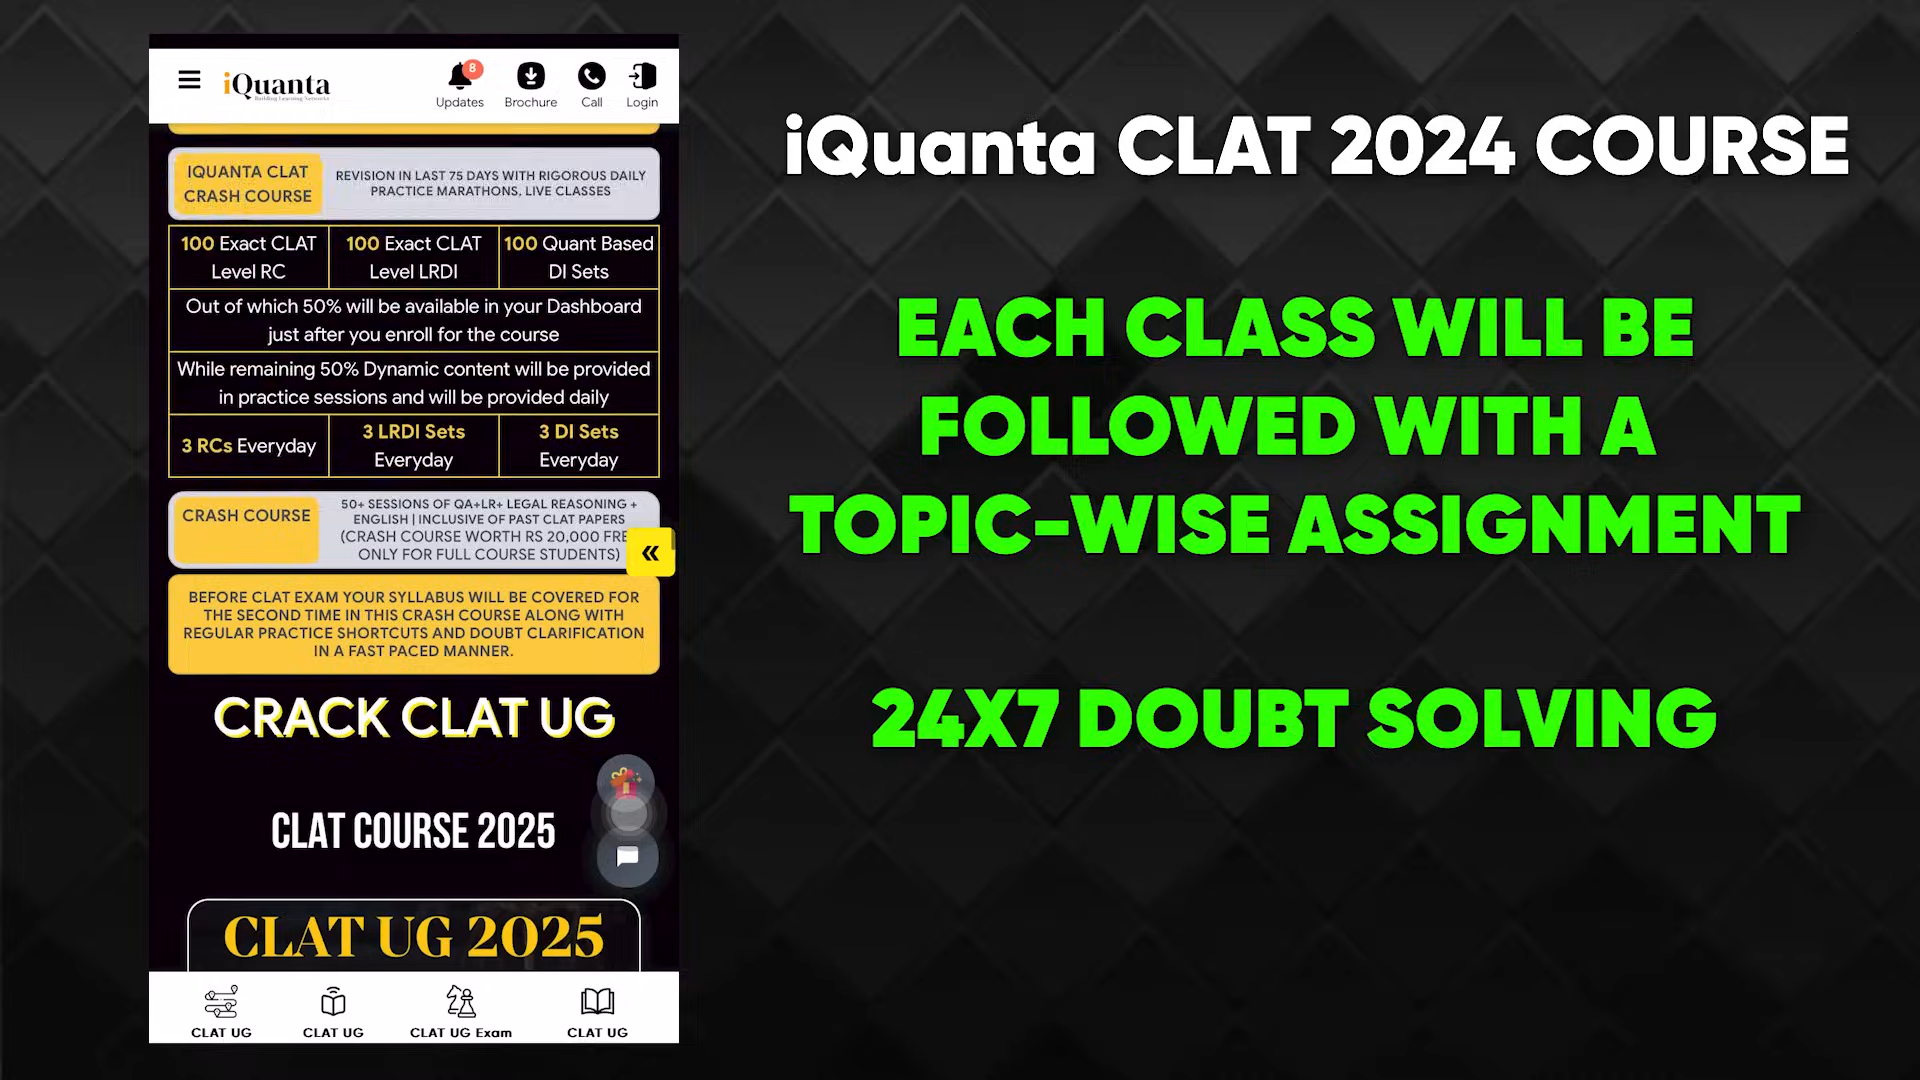 iQuanta
Building Learning Networks
8
Updates
Brochure
Call
Login
IQUANTA CLAT
CRASH COURSE
REVISION IN LAST 75 DAYS WITH RIGOROUS DAILY
PRACTICE MARATHONS, LIVE CLASSES
100 Exact CLAT
Level RC
100 Exact CLAT
Level LRDI
100 Quant Based
DI Sets
Out of which 50% will be available in your Dashboard
just after you enroll for the course
While remaining 50% Dynamic content will be provided
in practice sessions and will be provided daily
3 RCs Everyday
3 LRDI Sets
Everyday
3 DI Sets
Everyday
CRASH COURSE
50+ SESSIONS OF QA+LR+ LEGAL REASONING +
ENGLISH | INCLUSIVE OF PAST CLAT PAPERS
(CRASH COURSE WORTH RS 20,000 FRE
ONLY FOR FULL COURSE STUDENTS)
«
BEFORE CLAT EXAM YOUR SYLLABUS WILL BE COVERED FOR
THE SECOND TIME IN THIS CRASH COURSE ALONG WITH
REGULAR PRACTICE SHORTCUTS AND DOUBT CLARIFICATION
IN A FAST PACED MANNER.
CRACK CLAT UG
CLAT COURSE 2025
CLAT UG 2025
CLAT UG
CLAT UG
CLAT UG Exam
CLAT UG
iQuanta CLAT 2024 COURSE
EACH CLASS WILL BE
FOLLOWED WITH A
TOPIC-WISE ASSIGNMENT
24X7 DOUBT SOLVING